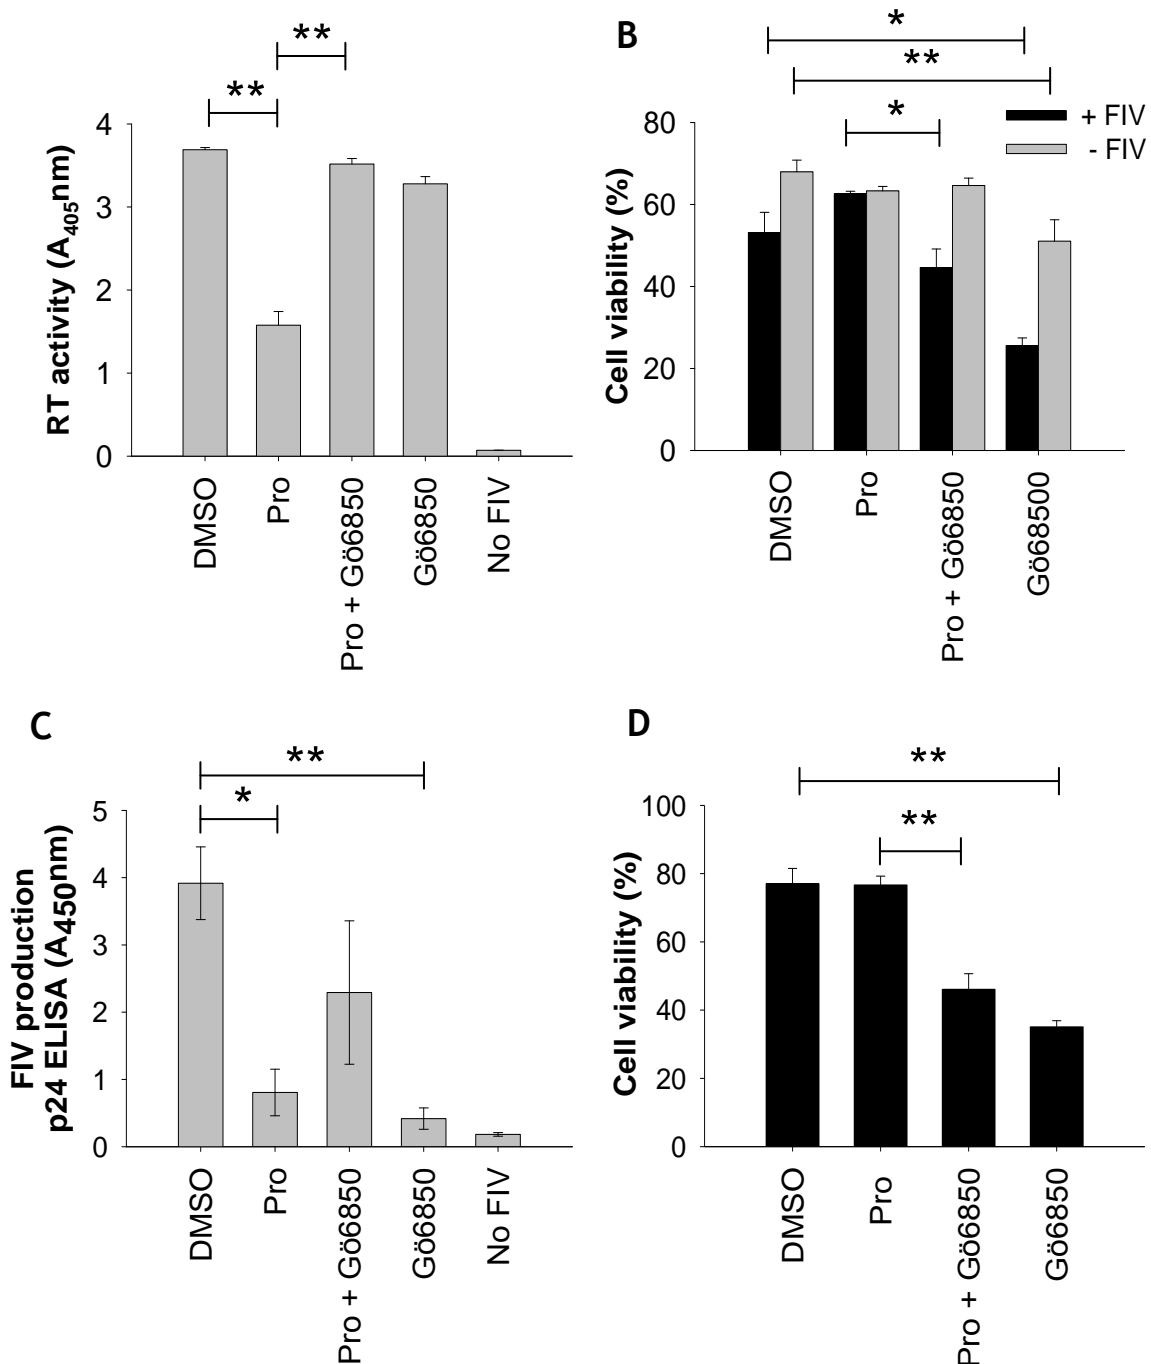 **
**
4
3
2
1
0
RT activity (A405nm)
DMSO
Pro
Pro + Gö6850
Gö6850
No FIV
B
*
**
*
+ FIV
- FIV
80
60
40
20
0
Cell viability (%)
DMSO
Pro
Pro + Gö6850
Gö68500
C
**
*
5
4
3
2
1
0
FIV production
p24 ELISA (A450nm)
DMSO
Pro
Pro + Gö6850
Gö6850
No FIV
D
**
**
100
80
60
40
20
0
Cell viability (%)
DMSO
Pro
Pro + Gö6850
Gö6850